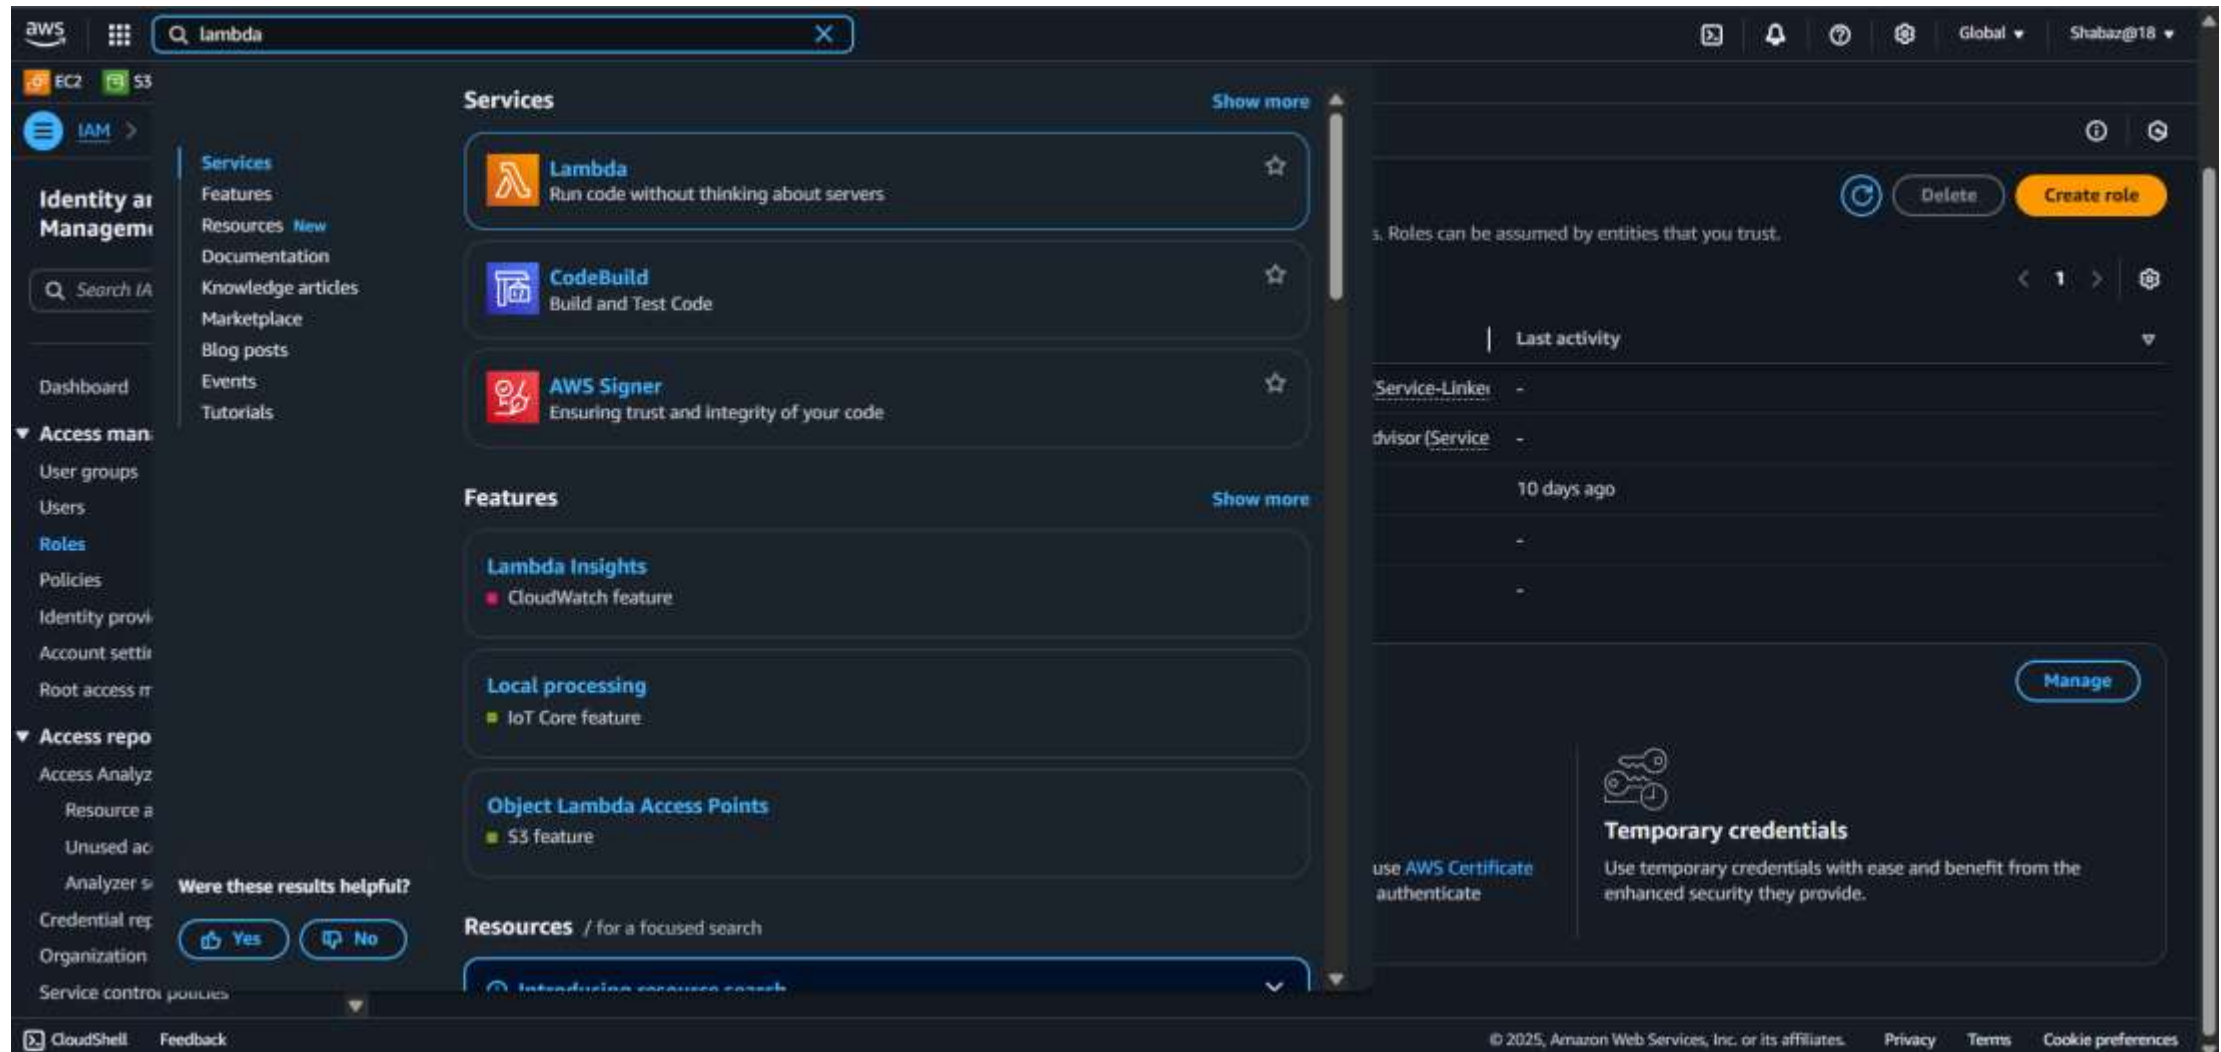 aws
lambda
Global
Shabaz@18
EC2
S3
IAM
Services
Show more
Services
Features
Resources New
Documentation
Knowledge articles
Marketplace
Blog posts
Events
Tutorials
Lambda
Run code without thinking about servers
CodeBuild
Build and Test Code
AWS Signer
Ensuring trust and integrity of your code
Features
Show more
Lambda Insights
CloudWatch feature
Local processing
IoT Core feature
Object Lambda Access Points
S3 feature
Resources / for a focused search
Introducing resource search
Were these results helpful?
Yes
No
Identity ar
Manageme
Search IA
Dashboard
Access man
User groups
Users
Roles
Policies
Identity provi
Account settin
Root access m
Access repo
Access Analyz
Resource a
Unused ac
Analyzer s
Credential rep
Organization
Service control policies
Delete
Create role
s. Roles can be assumed by entities that you trust.
1
Last activity
(Service-Linked
-
dvisor (Service
-
10 days ago
-
-
Manage
use AWS Certificate
authenticate
Temporary credentials
Use temporary credentials with ease and benefit from the
enhanced security they provide.
CloudShell
Feedback
© 2025, Amazon Web Services, Inc. or its affiliates.
Privacy
Terms
Cookie preferences